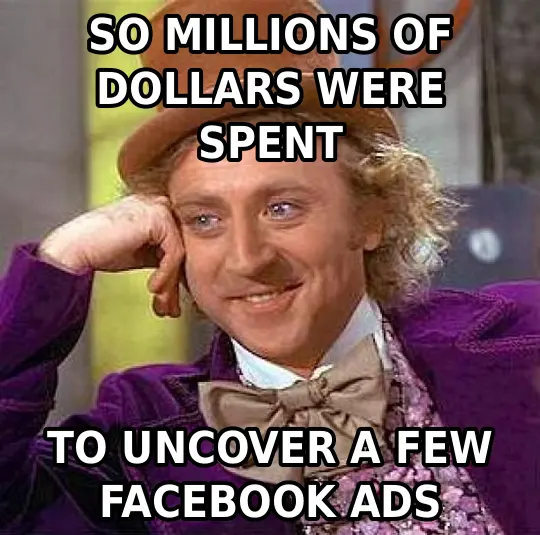 SO MILLIONS OF
DOLLARS WERE
SPENT
TO UNCOVER A FEW
FACEBOOK ADS